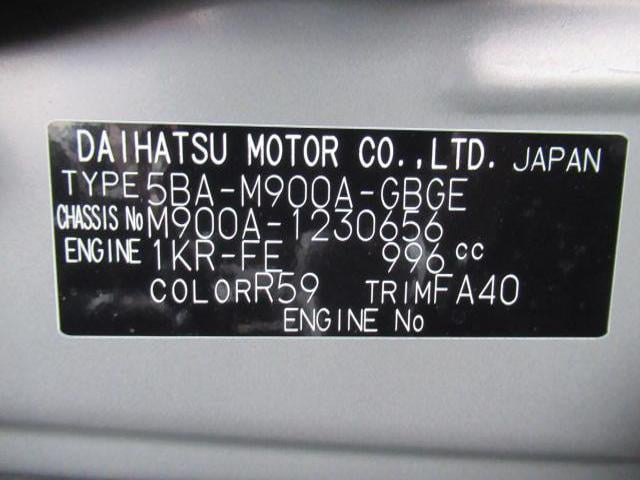 DAIHATSU MOTOR CO.,LTD. JAPAN
TYPE 5BA-M900A-GBGE
CHASSIS No M900A-1230656
ENGINE 1KR-FE 996 cc
COLOR R59 TRIM FA40
ENGINE No